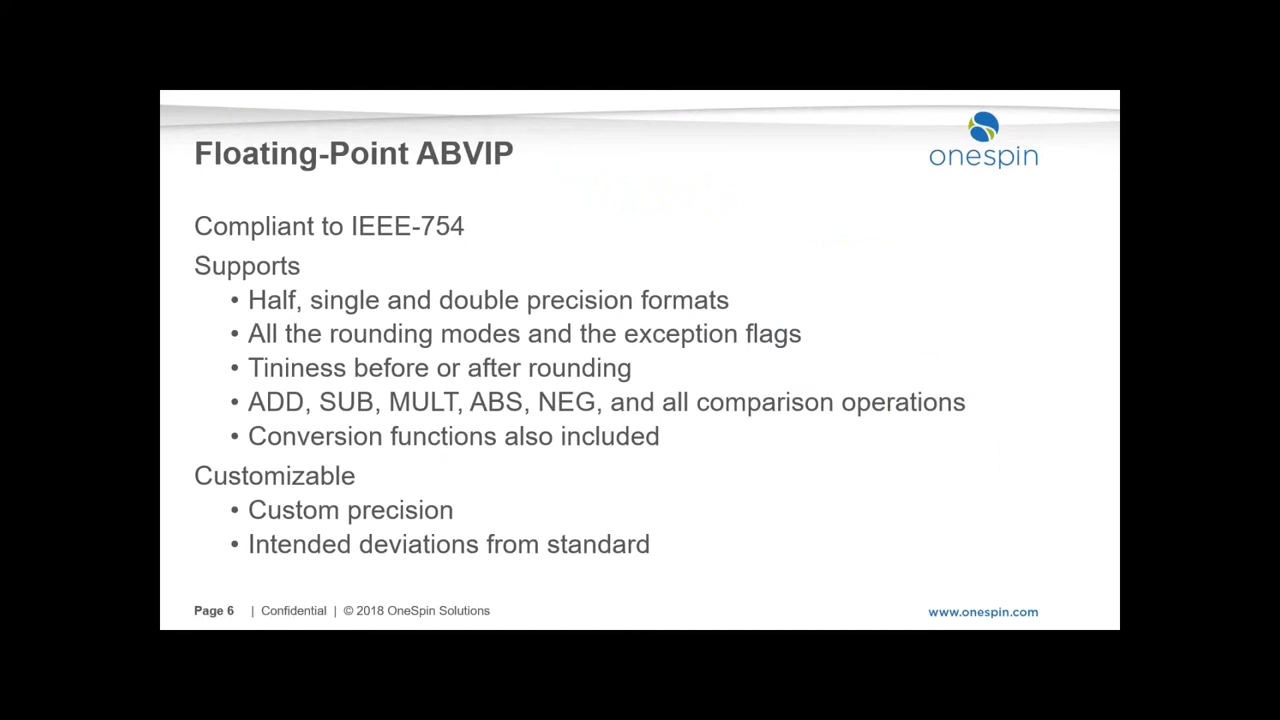 Floating-Point ABVIP
onespin
Compliant to IEEE-754
Supports
• Half, single and double precision formats
• All the rounding modes and the exception flags
• Tininess before or after rounding
• ADD, SUB, MULT, ABS, NEG, and all comparison operations
• Conversion functions also included
Customizable
• Custom precision
• Intended deviations from standard
Page 6 | Confidential | © 2018 OneSpin Solutions
www.onespin.com